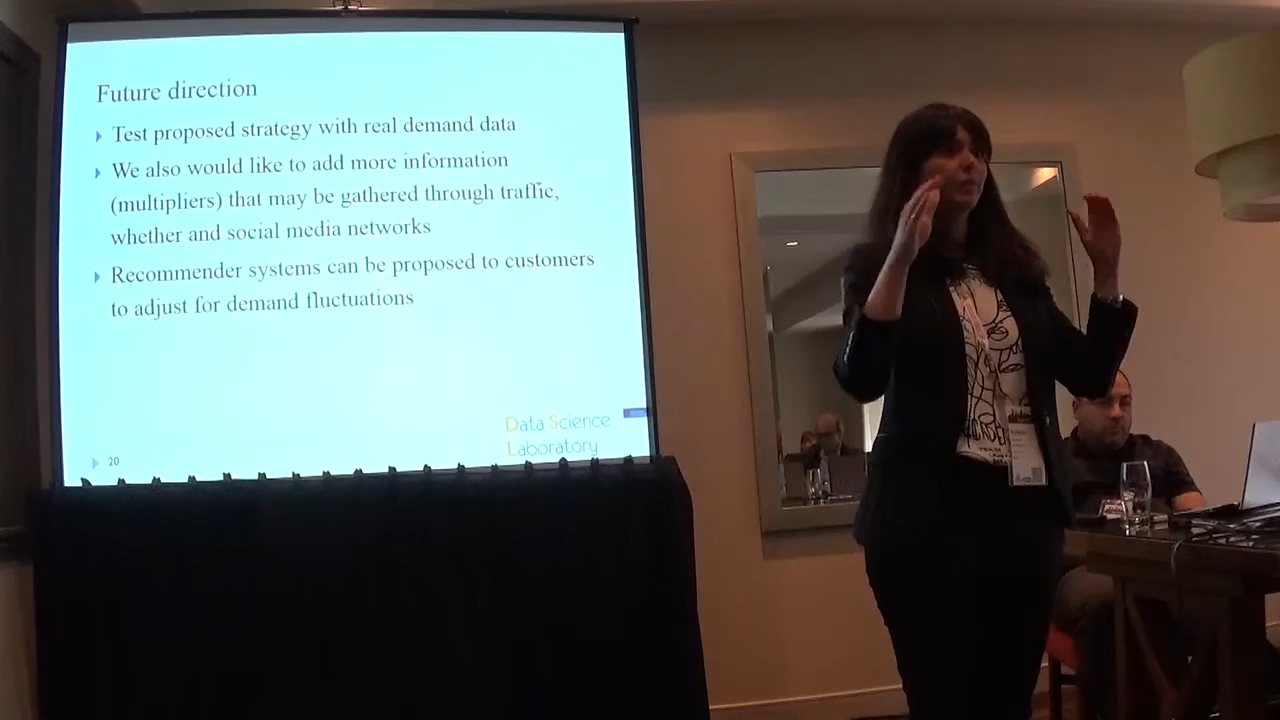 Future direction
Test proposed strategy with real demand data
We also would like to add more information
(multipliers) that may be gathered through traffic,
whether and social media networks
Recommender systems can be proposed to customers
to adjust for demand fluctuations
Data Science
Laboratory
20